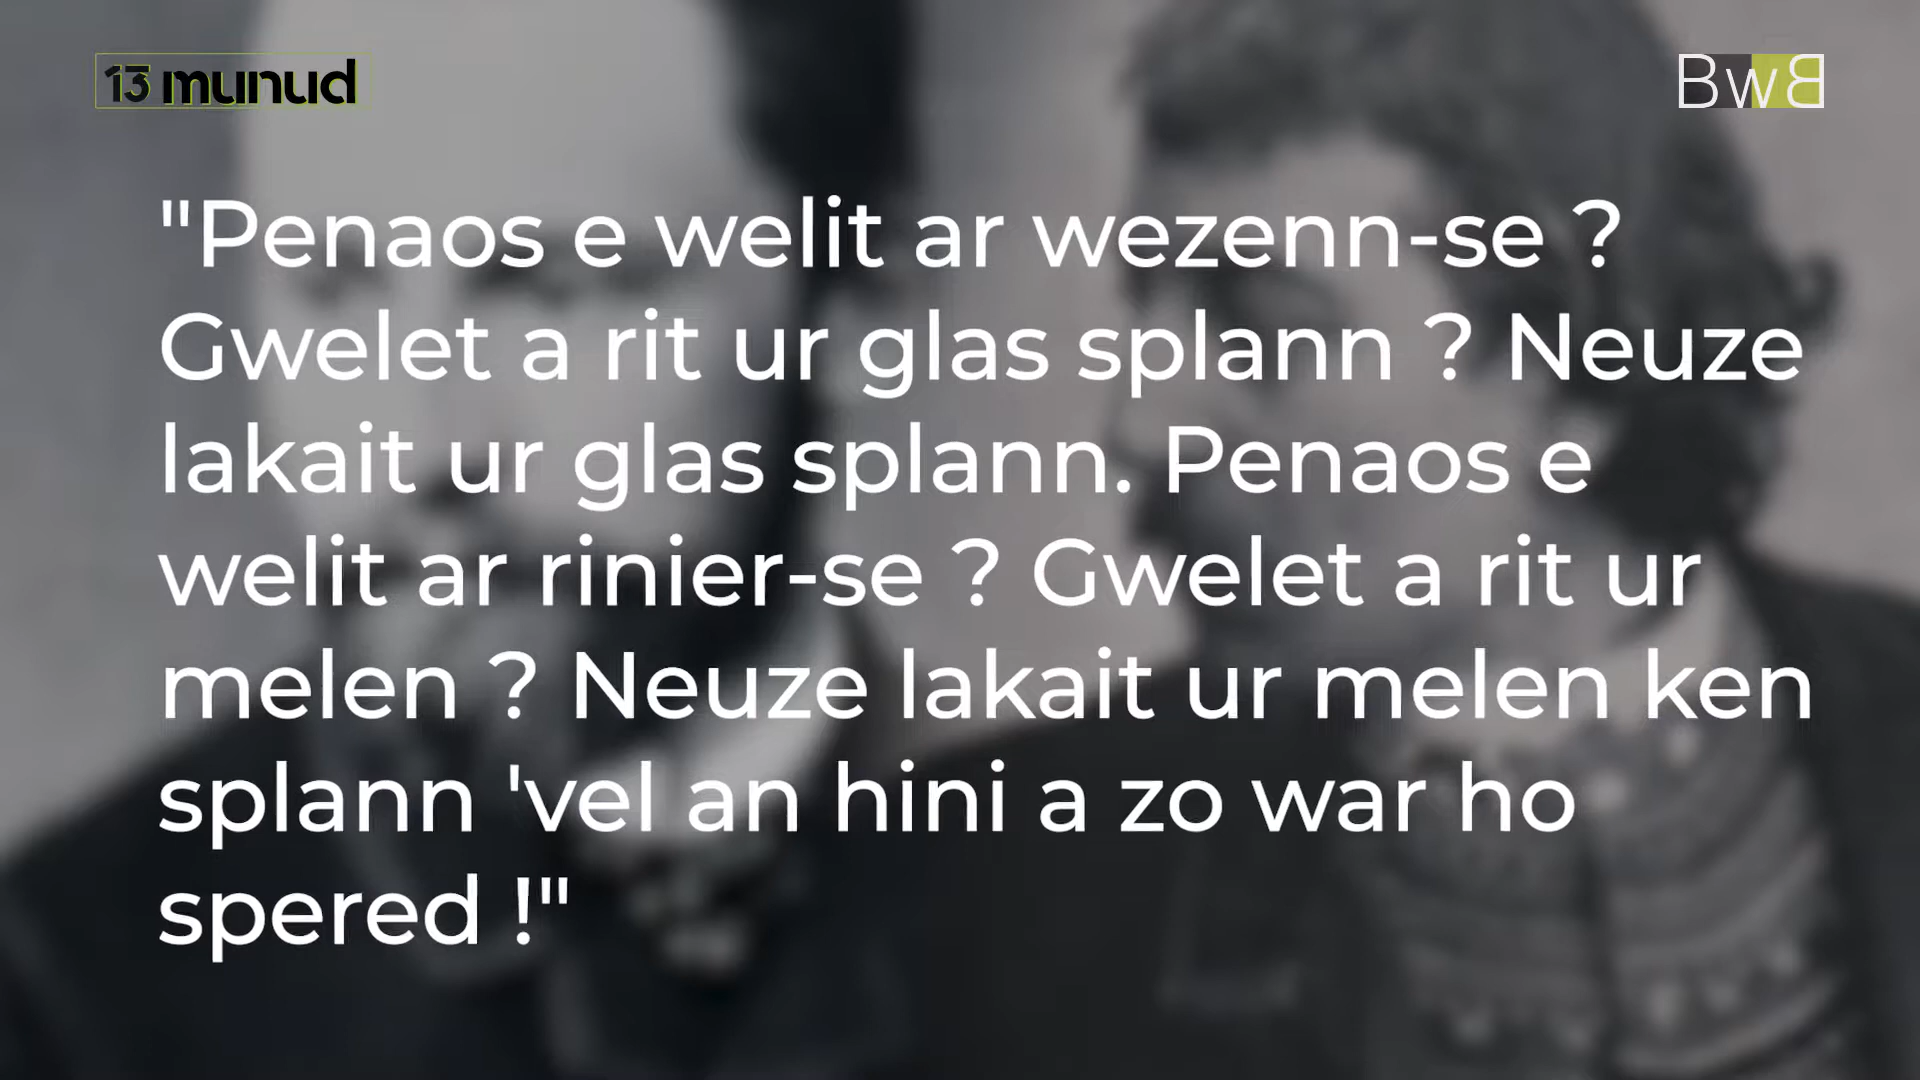 13 munud
BwB
"Penaos e welit ar wezenn-se ?
Gwelet a rit ur glas splann ? Neuze
lakait ur glas splann. Penaos e
welit ar rinier-se ? Gwelet a rit ur
melen ? Neuze lakait ur melen ken
splann 'vel an hini a zo war ho
spered !"